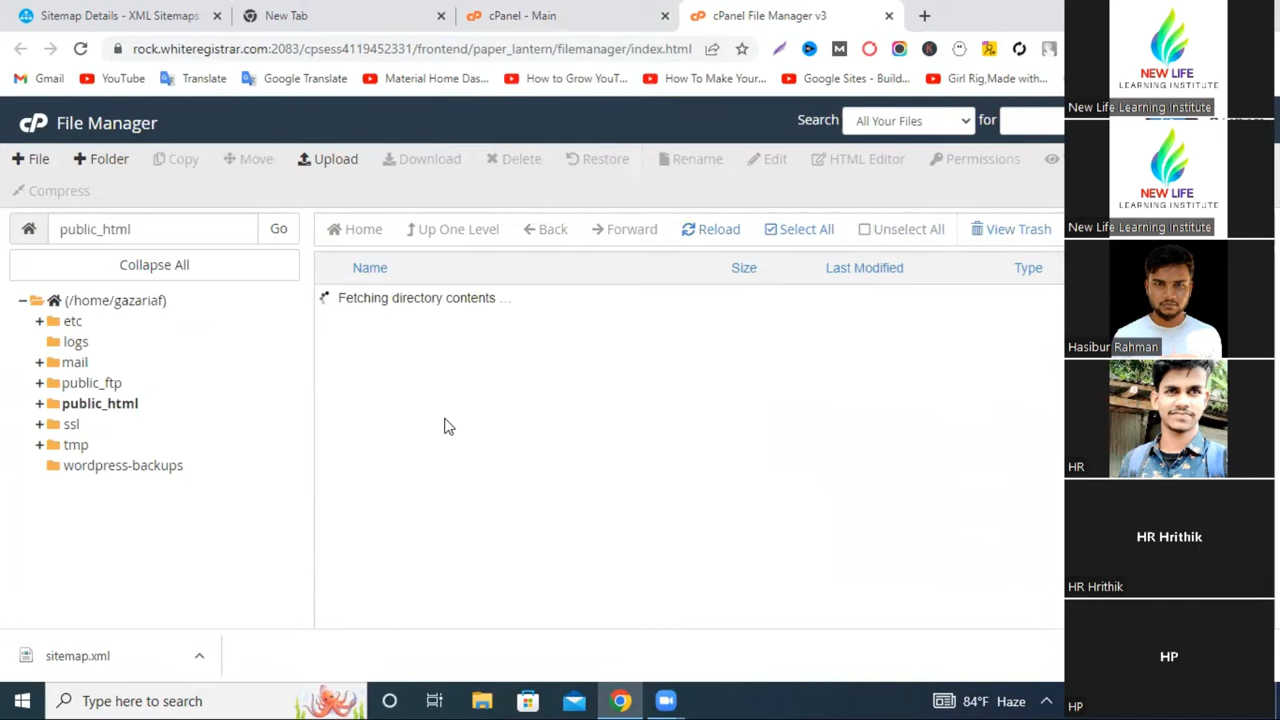 Sitemap Details - XML Sitemaps
New Tab
cPanel - Main
cPanel File Manager v3
rock.whiteregistrar.com:2083/cpsess4119452331/frontend/paper_lantern/filemanager/index.html
Gmail
YouTube
Translate
Google Translate
Material Home Das...
How to Grow YouT...
How To Make Your...
Google Sites - Build...
Girl Rig,Made with...
cP File Manager
Search
All Your Files
for
File
Folder
Copy
Move
Upload
Download
Delete
Restore
Rename
Edit
HTML Editor
Permissions
Compress
public_html
Go
Home
Up One Level
Back
Forward
Reload
Select All
Unselect All
View Trash
Collapse All
Name
Size
Last Modified
Type
Fetching directory contents ...
(/home/gazariaf)
etc
logs
mail
public_ftp
public_html
ssl
tmp
wordpress-backups
sitemap.xml
Type here to search
84°F Haze
NEW LIFE
LEARNING INSTITUTE
New Life Learning Institute
NEW LIFE
LEARNING INSTITUTE
New Life Learning Institute
Hasibur Rahman
HR
HR Hrithik
HR Hrithik
HP
HP